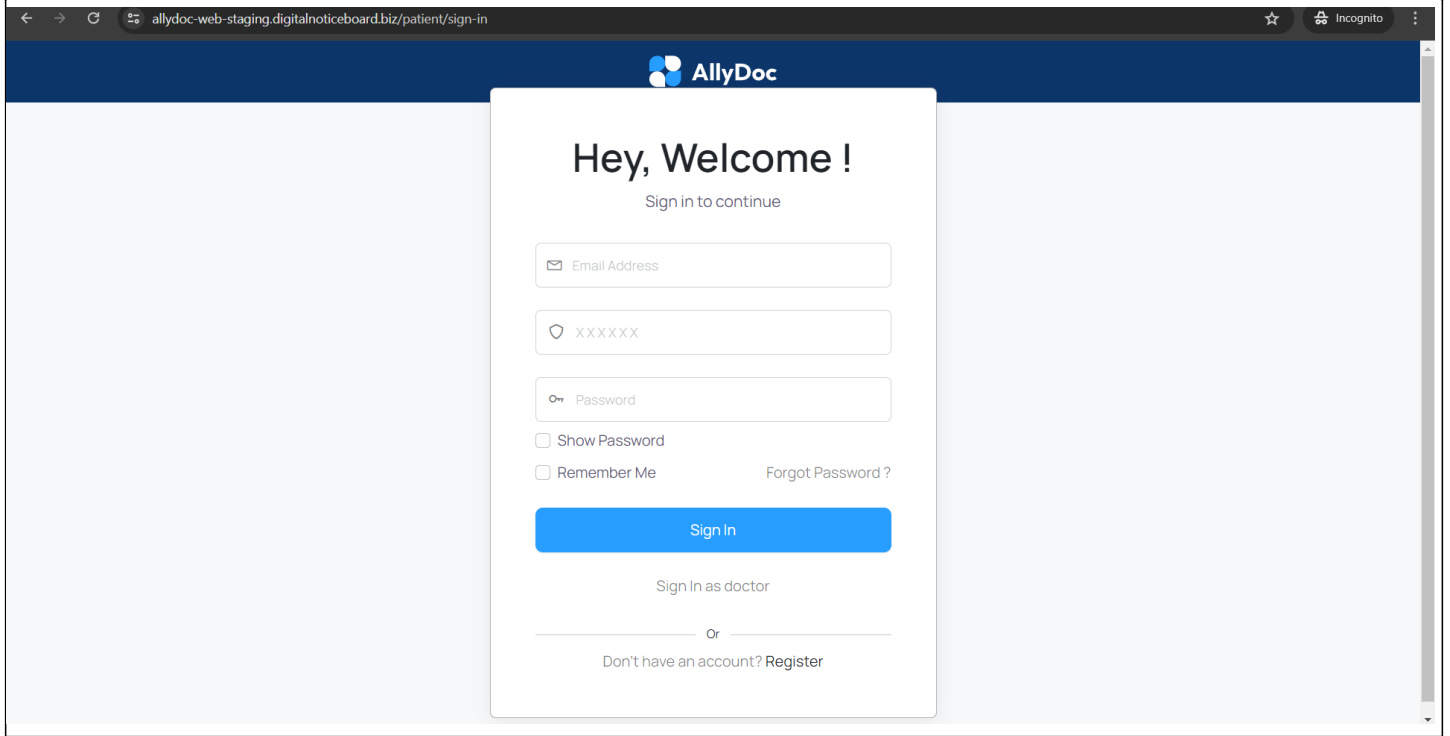 allydoc-web-staging.digitalnoticeboard.biz/patient/sign-in Incognito
AllyDoc
Hey, Welcome !
Sign in to continue
Email Address
X X X X X X
Password
Show Password
Remember Me Forgot Password ?
Sign In
Sign In as doctor
Or
Don't have an account? Register